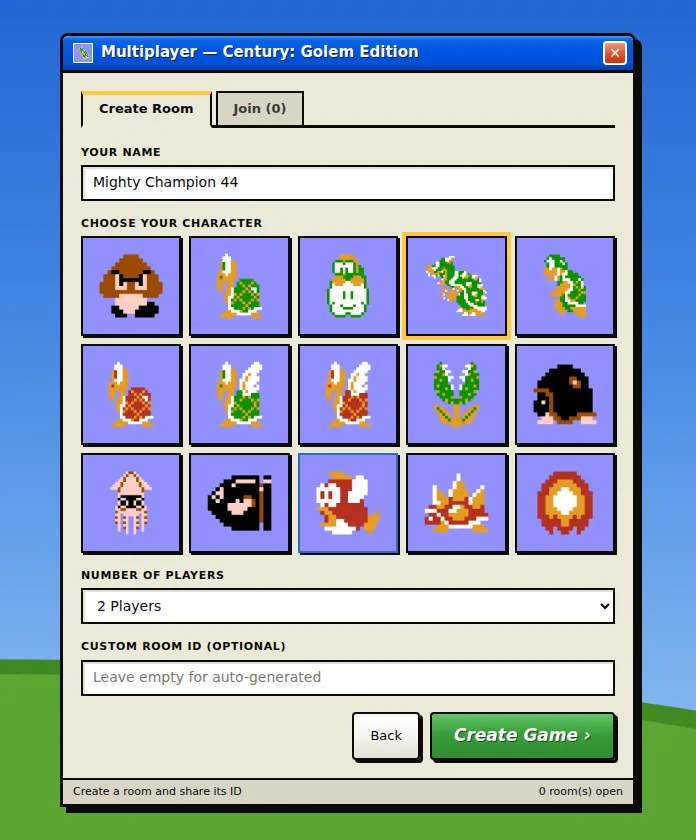 Multiplayer — Century: Golem Edition
Create Room
Join (0)
YOUR NAME
Mighty Champion 44
CHOOSE YOUR CHARACTER
NUMBER OF PLAYERS
2 Players
CUSTOM ROOM ID (OPTIONAL)
Leave empty for auto-generated
Back
Create Game ›
Create a room and share its ID
0 room(s) open